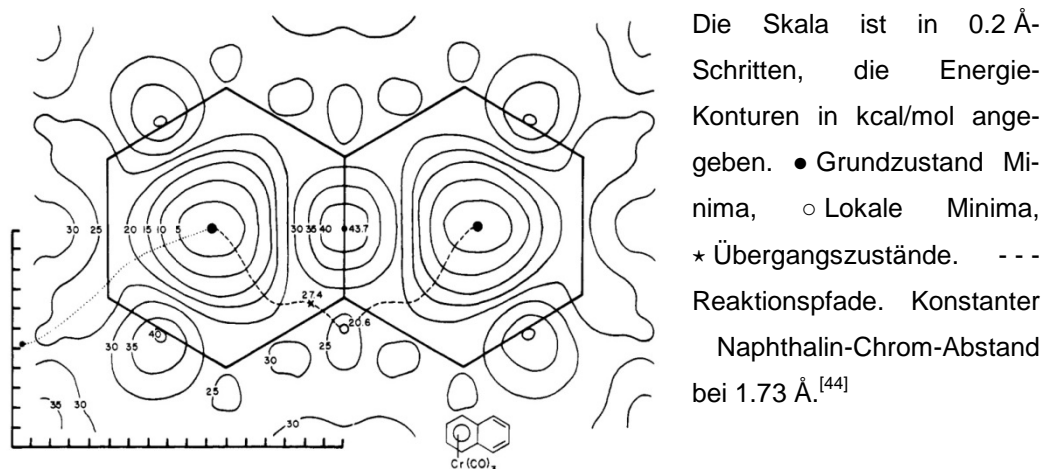 Die Skala ist in 0.2 Å-
Schritten, die Energie-
Konturen in kcal/mol ange-
geben. ● Grundzustand Mi-
nima, ○ Lokale Minima,
⋆ Übergangszustände. - - -
Reaktionspfade. Konstanter
Naphthalin-Chrom-Abstand
bei 1.73 Å.[44]
30 25 20 15 10 5 30 35 40 43.7
27.4
20.6
25
40
30 35
30
25
35 30
30
Cr(CO)3